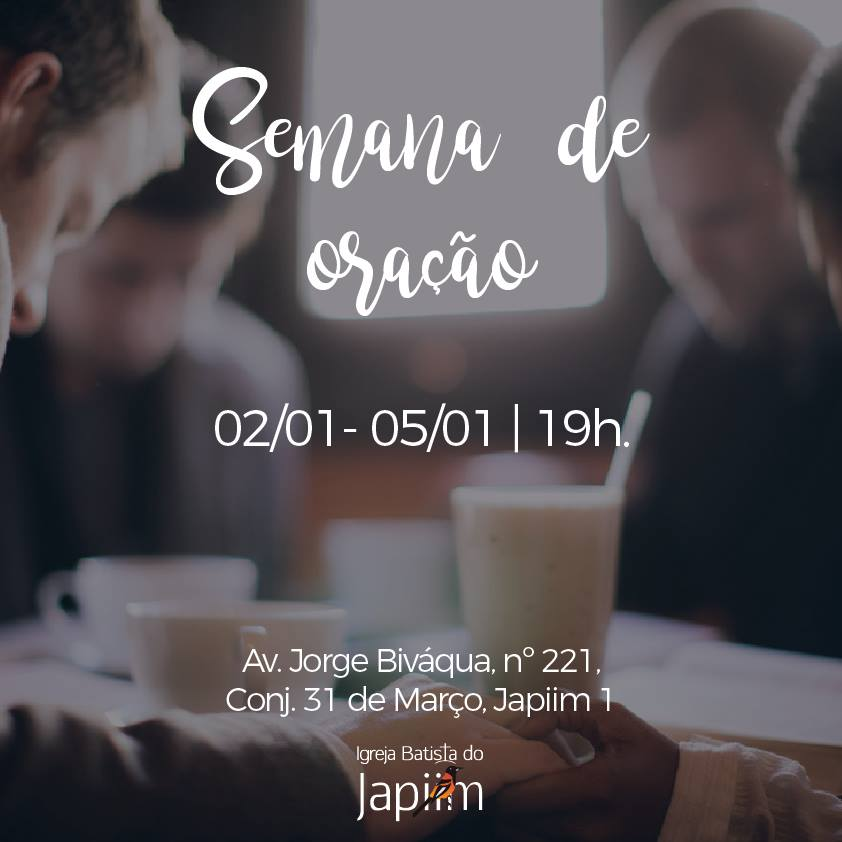 Semana de
oração
02/01- 05/01 | 19h.
Av. Jorge Biváqua, nº 221,
Conj. 31 de Março, Japiim 1
Igreja Batista do
Japiim